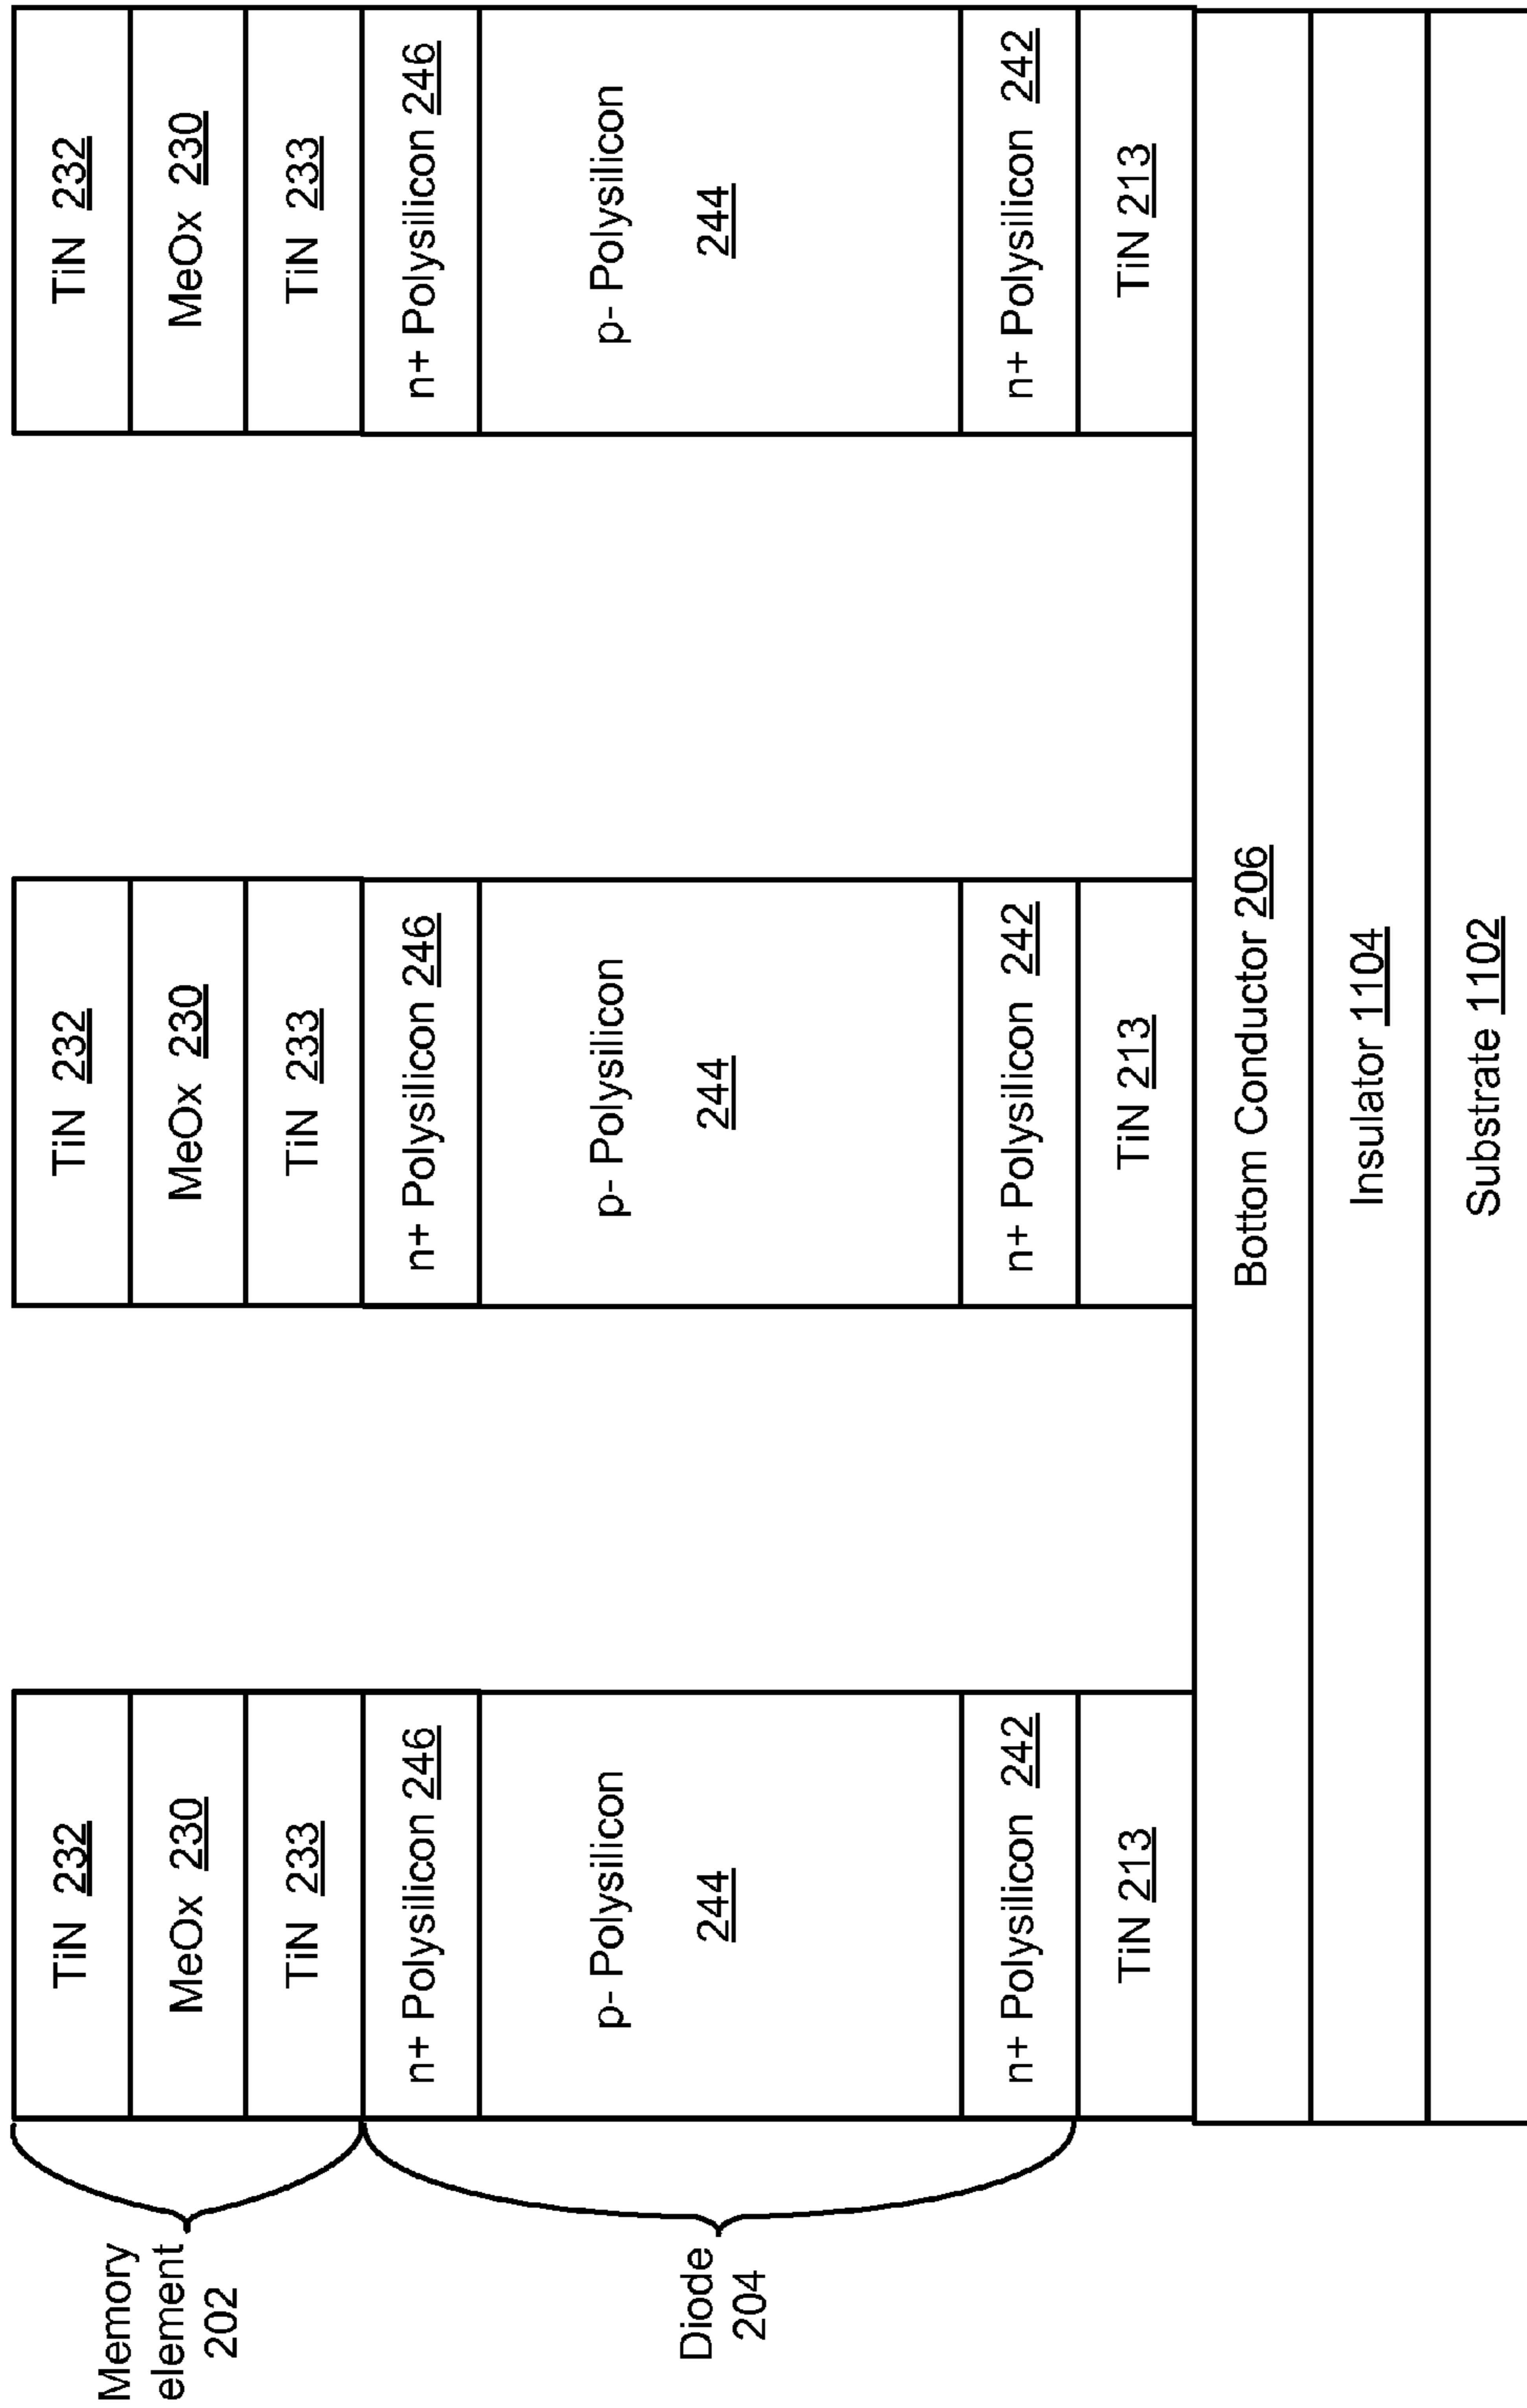 TiN 232
TiN 232
TiN 232
Memory
element
202
MeOx 230
MeOx 230
MeOx 230
TiN 233
TiN 233
TiN 233
n+ Polysilicon 246
n+ Polysilicon 246
n+ Polysilicon 246
p- Polysilicon
244
p- Polysilicon
244
p- Polysilicon
244
Diode
204
n+ Polysilicon 242
n+ Polysilicon 242
n+ Polysilicon 242
TiN 213
TiN 213
TiN 213
Bottom Conductor 206
Insulator 1104
Substrate 1102